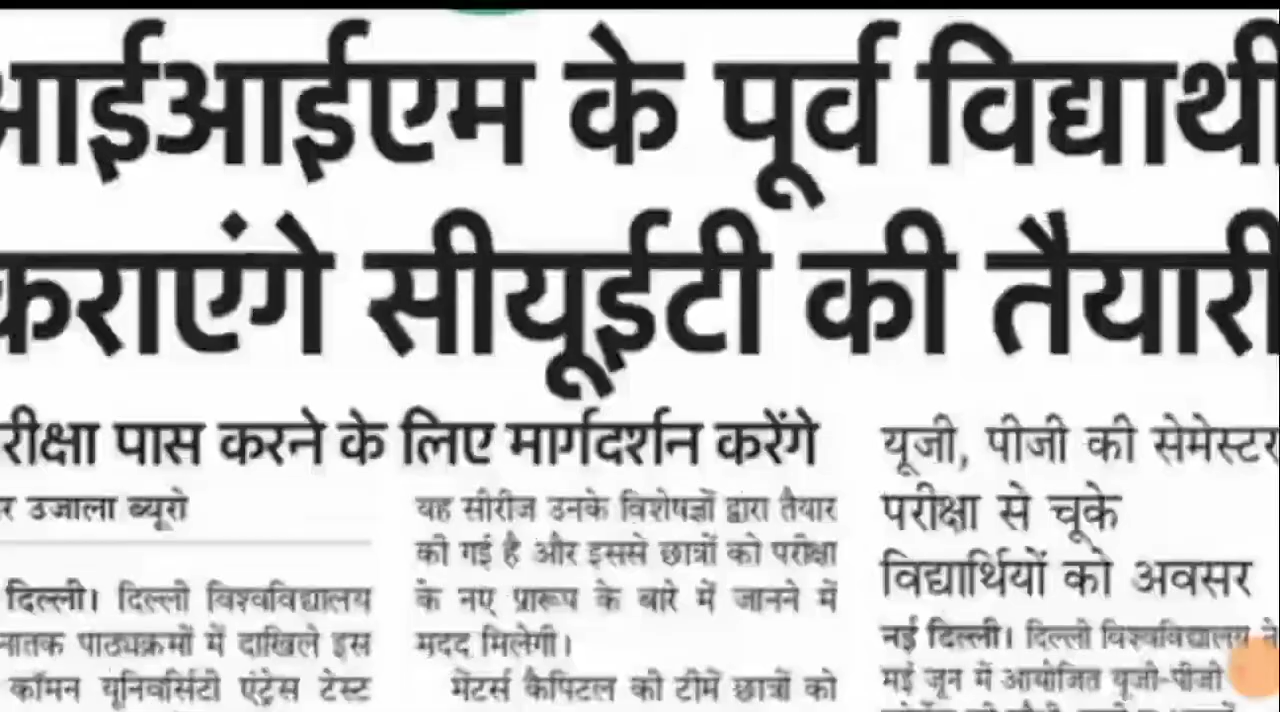 आईआईएम के पूर्व विद्यार्थी
कराएंगे सीयूईटी की तैयारी
रीक्षा पास करने के लिए मार्गदर्शन करेंगे
र उजाला ब्यूरो
दिल्ली। दिल्ली विश्वविद्यालय
नातक पाठ्यक्रमों में दाखिले इस
कॉमन यूनिवर्सिटी एंट्रेंस टेस्ट
यह सीरीज उनके विशेषज्ञों द्वारा तैयार
की गई है और इससे छात्रों को परीक्षा
के नए प्रारूप के बारे में जानने में
मदद मिलेगी।
मेंटर्स कैपिटल की टीमें छात्रों को
यूजी, पीजी की सेमेस्टर
परीक्षा से चूके
विद्यार्थियों को अवसर
नई दिल्ली। दिल्ली विश्वविद्यालय ने
मई जून में आयोजित यूजी-पीजी